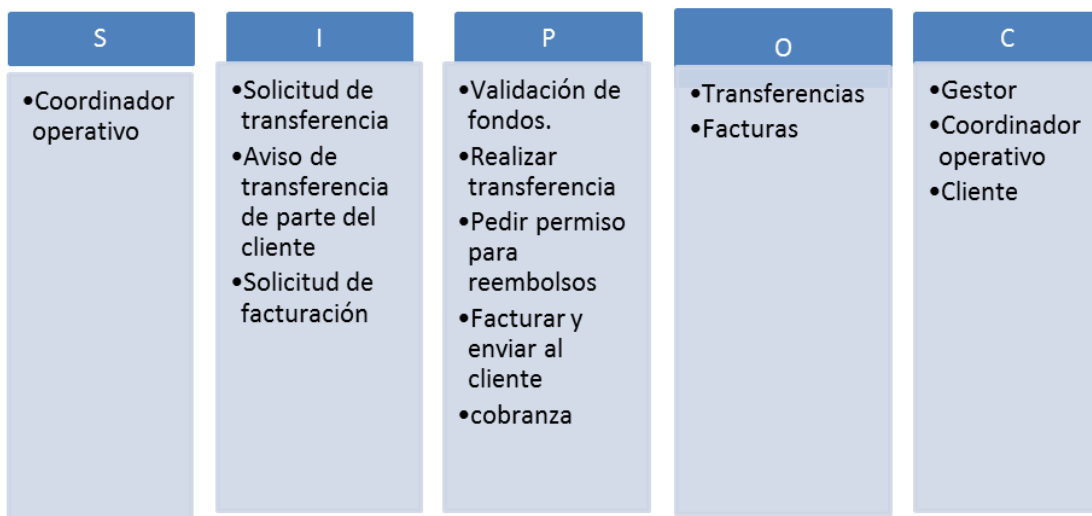 S
•Coordinador
operativo
I
•Solicitud de
transferencia
•Aviso de
transferencia
de parte del
cliente
•Solicitud de
facturación
P
•Validación de
fondos.
•Realizar
transferencia
•Pedir permiso
para
reembolsos
•Facturar y
enviar al
cliente
•cobranza
O
•Transferencias
•Facturas
C
•Gestor
•Coordinador
operativo
•Cliente